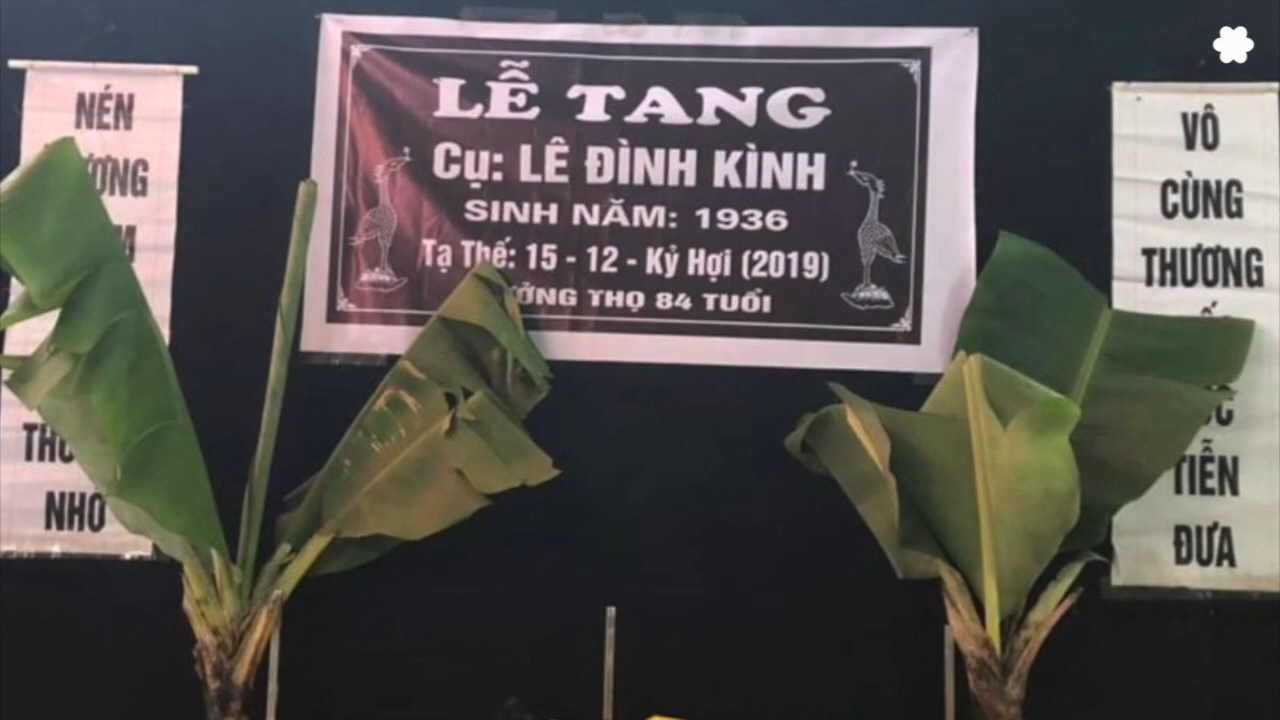 NÉN
THƯƠNG
NHỚ
LỄ TANG
Cụ: LÊ ĐÌNH KÌNH
SINH NĂM: 1936
Tạ Thế: 15 - 12 - Kỷ Hợi (2019)
THỌ 84 TUỔI
VÔ
CÙNG
THƯƠNG
TIỄN
ĐƯA